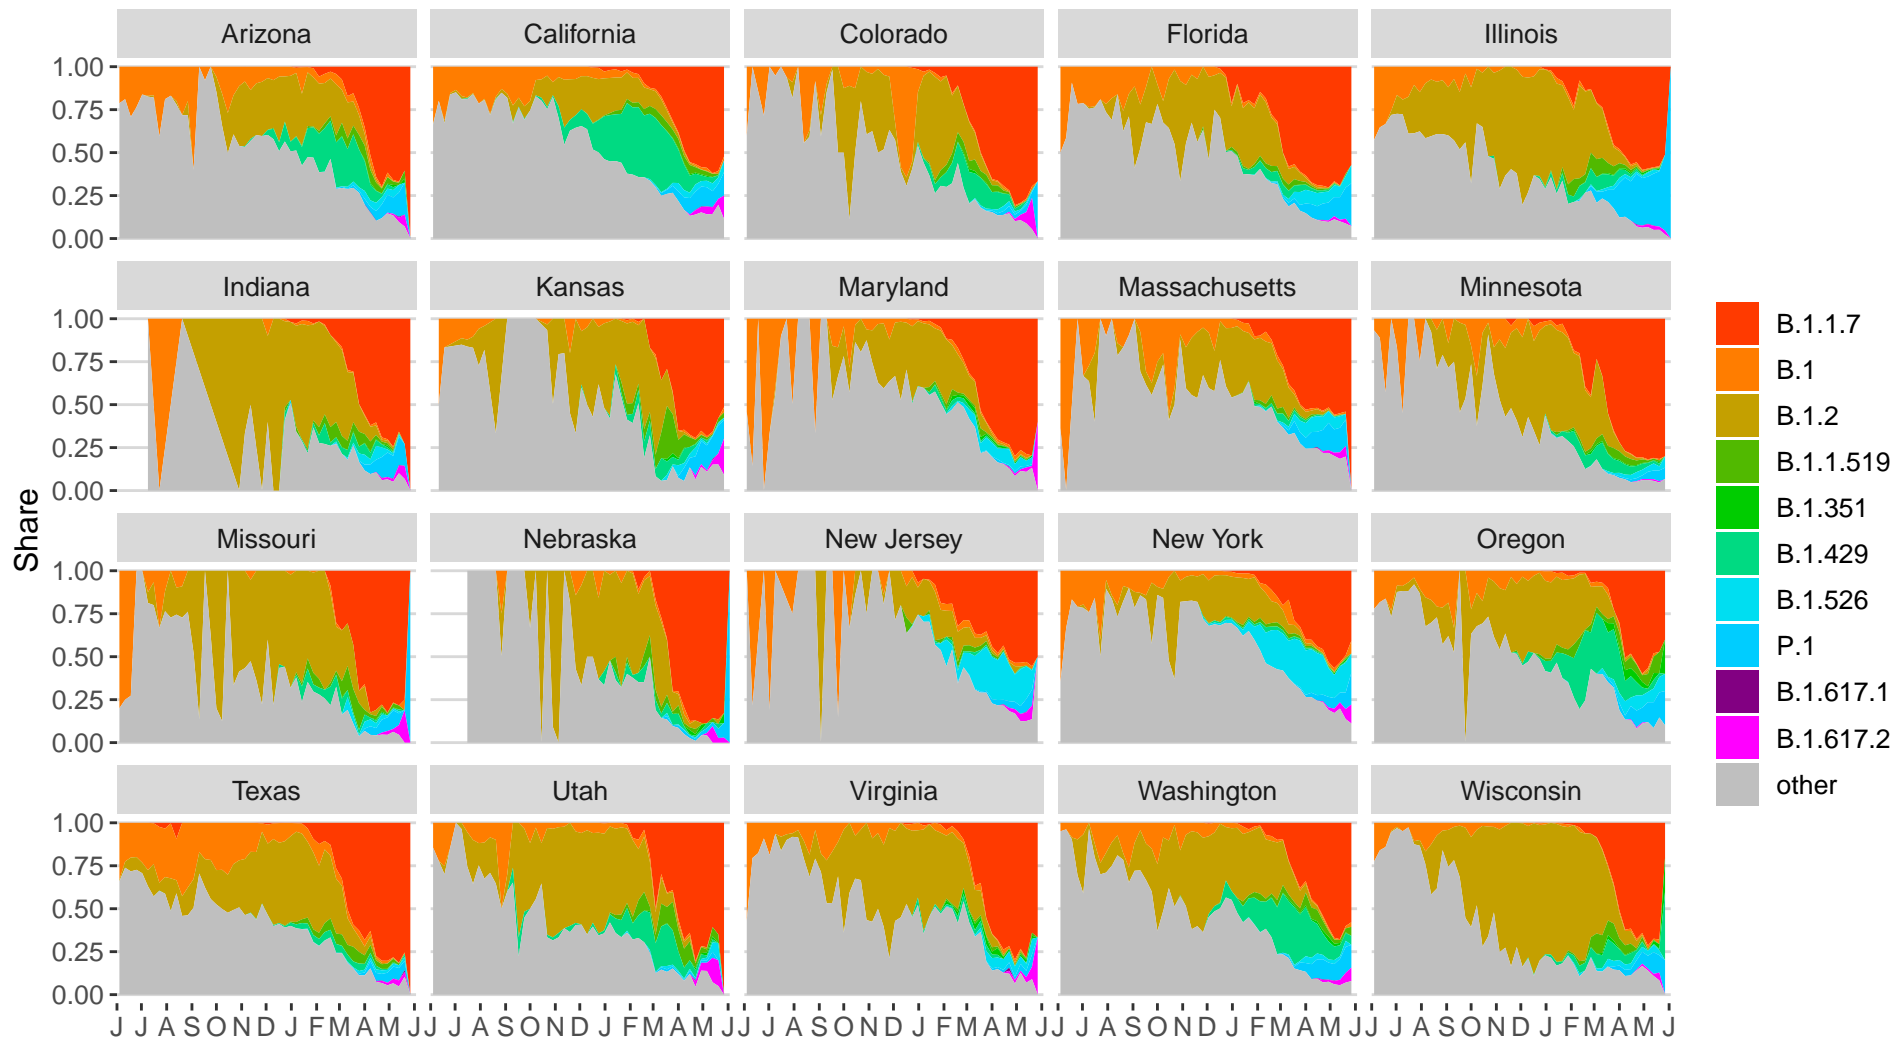 Arizona California Colorado Florida Illinois
1.00
0.75
0.50
0.25
0.00
Indiana Kansas Maryland Massachusetts Minnesota
1.00
0.75
0.50
0.25
0.00
Missouri Nebraska New Jersey New York Oregon
1.00
0.75
0.50
0.25
0.00
Texas Utah Virginia Washington Wisconsin
1.00
0.75
0.50
0.25
0.00
J J A S O N D J F M A M J J A S O N D J F M A M J J A S O N D J F M A M J J A S O N D J F M A M J J A S O N D J F M A M J
Share
B.1.1.7
B.1
B.1.2
B.1.1.519
B.1.351
B.1.429
B.1.526
P.1
B.1.617.1
B.1.617.2
other